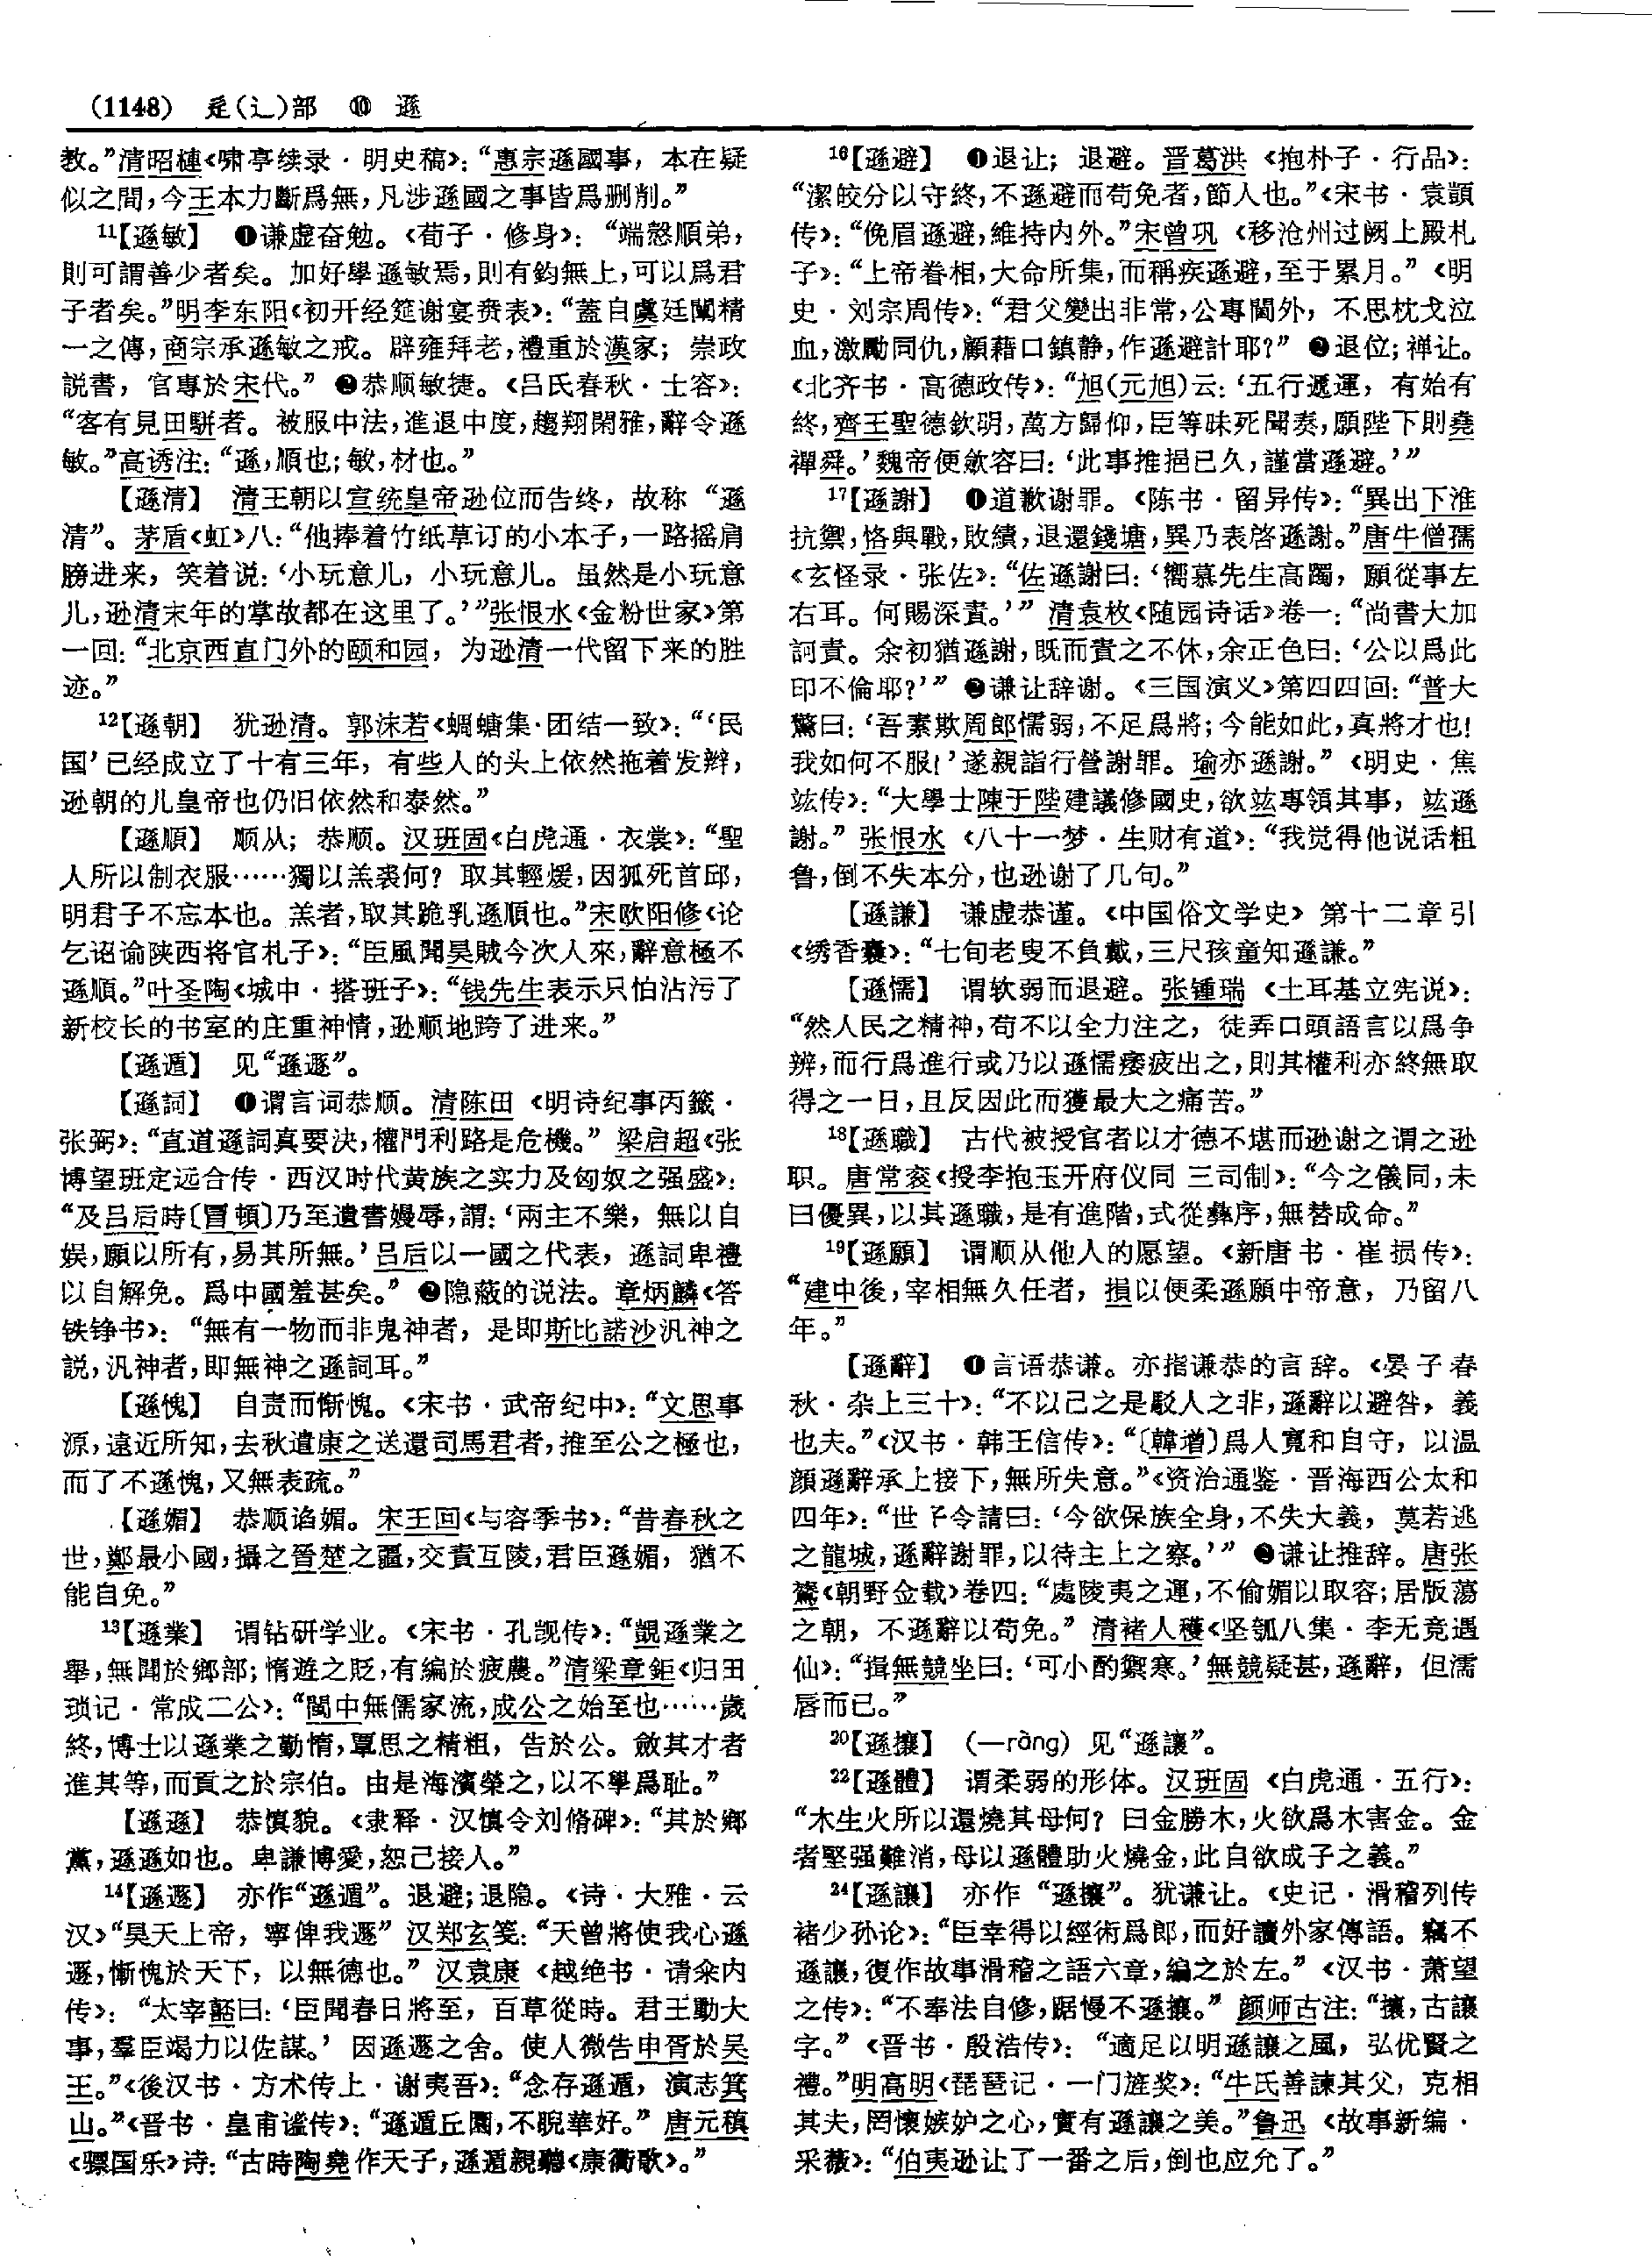 (1148) 辵(辶)部 ⑩ 遜
教。”清昭槤《啸亭续录·明史稿》：“惠宗遜國事，本在疑
似之間，今王本力斷爲無，凡涉遜國之事皆爲删削。”
11【遜敏】 ❶谦虚奋勉。《荀子·修身》：“端慤順弟，
則可謂善少者矣。加好學遜敏焉，則有鈞無上，可以爲君
子者矣。”明李东阳《初开经筵谢宴赉表》：“蓋自虞廷闡精
一之傳，商宗承遜敏之戒。辟雍拜老，禮重於漢家；崇政
説書，官專於宋代。” ❷恭顺敏捷。《吕氏春秋·士容》：
“客有見田駢者。被服中法，進退中度，趨翔閑雅，辭令遜
敏。”高诱注：“遜，順也；敏，材也。”
【遜清】 清王朝以宣统皇帝逊位而告终，故称“遜
清”。茅盾《虹》八：“他捧着竹纸草订的小本子，一路摇肩
膀进来，笑着说：‘小玩意儿，小玩意儿。虽然是小玩意
儿，逊清末年的掌故都在这里了。’”张恨水《金粉世家》第
一回：“北京西直门外的颐和园，为逊清一代留下来的胜
迹。”
12【遜朝】 犹逊清。郭沫若《蜩螗集·团结一致》：“‘民
国’已经成立了十有三年，有些人的头上依然拖着发辫，
逊朝的儿皇帝也仍旧依然和泰然。”
【遜順】 顺从；恭顺。汉班固《白虎通·衣裳》：“聖
人所以制衣服……獨以羔裘何？取其輕煖，因狐死首邱，
明君子不忘本也。羔者，取其跪乳遜順也。”宋欧阳修《论
乞诏谕陕西将官札子》：“臣風聞昊賊今次人來，辭意極不
遜順。”叶圣陶《城中·搭班子》：“钱先生表示只怕沾污了
新校长的书室的庄重神情，逊顺地跨了进来。”
【遜遁】 见“遜遯”。
【遜詞】 ❶谓言词恭顺。清陈田《明诗纪事丙籤·
张弼》：“直道遜詞真要決，權門利路是危機。” 梁启超《张
博望班定远合传·西汉时代黄族之实力及匈奴之强盛》：
“及吕后時〔冒頓〕乃至遺書嫚辱，謂：‘兩主不樂，無以自
娱，願以所有，易其所無。’吕后以一國之代表，遜詞卑禮
以自解免。爲中國羞甚矣。” ❷隐蔽的说法。章炳麟《答
铁铮书》：“無有一物而非鬼神者，是即斯比諾沙汎神之
説，汎神者，即無神之遜詞耳。”
【遜愧】 自责而惭愧。《宋书·武帝纪中》：“文思事
源，遠近所知，去秋遣康之送還司馬君者，推至公之極也，
而了不遜愧，又無表疏。”
【遜媚】 恭顺谄媚。宋王回《与容季书》：“昔春秋之
世，鄭最小國，攝之晉楚之疆，交責互陵，君臣遜媚，猶不
能自免。”
13【遜業】 谓钻研学业。《宋书·孔觊传》：“覬遜業之
舉，無聞於鄉部；惰遊之貶，有編於疲農。”清梁章鉅《归田
琐记·常成二公》：“閩中無儒家流，成公之始至也……歲
終，博士以遜業之勤惰，覃思之精粗，告於公。斂其才者
進其等，而貢之於宗伯。由是海濱榮之，以不學爲耻。”
【遜遜】 恭慎貌。《隶释·汉慎令刘脩碑》：“其於鄉
黨，遜遜如也。卑謙博愛，恕己接人。”
14【遜遯】 亦作“遜遁”。退避；退隐。《诗·大雅·云
汉》“昊天上帝，寧俾我遯” 汉郑玄笺：“天曾將使我心遜
遯，慚愧於天下，以無德也。” 汉袁康《越绝书·请籴内
传》：“太宰嚭曰：‘臣聞春日將至，百草從時。君王動大
事，羣臣竭力以佐謀。’因遜遯之舍。使人微告申胥於吴
王。”《後汉书·方术传上·谢夷吾》：“念存遜遁，演志箕
山。”《晋书·皇甫谧传》：“遜遁丘園，不睨華好。” 唐元稹
《骠国乐》诗：“古時陶堯作天子，遜遁親聽《康衢歌》。”
16【遜避】 ❶退让；退避。晋葛洪《抱朴子·行品》：
“潔皎分以守終，不遜避而苟免者，節人也。”《宋书·袁顗
传》：“俛眉遜避，維持内外。”宋曾巩《移沧州过阙上殿札
子》：“上帝眷相，大命所集，而稱疾遜避，至于累月。”《明
史·刘宗周传》：“君父變出非常，公專閫外，不思枕戈泣
血，激勵同仇，顧藉口鎮静，作遜避計耶？” ❷退位；禅让。
《北齐书·高德政传》：“旭(元旭)云：‘五行遞運，有始有
終，齊王聖德欽明，萬方歸仰，臣等昧死聞奏，願陛下則堯
禪舜。’魏帝便斂容曰：‘此事推挹已久，謹當遜避。’”
17【遜謝】 ❶道歉谢罪。《陈书·留异传》：“異出下淮
抗禦，恪與戰，敗績，退還錢塘，異乃表啓遜謝。”唐牛僧孺
《玄怪录·张佐》：“佐遜謝曰：‘嚮慕先生高躅，願從事左
右耳。何賜深責。’” 清袁枚《随园诗话》卷一：“尚書大加
訶責。余初猶遜謝，既而責之不休，余正色曰：‘公以爲此
印不倫耶？’” ❷谦让辞谢。《三国演义》第四四回：“普大
驚曰：‘吾素欺周郎懦弱，不足爲將；今能如此，真將才也！
我如何不服！’遂親詣行營謝罪。瑜亦遜謝。”《明史·焦
竑传》：“大學士陳于陛建議修國史，欲竑專領其事，竑遜
謝。” 张恨水《八十一梦·生财有道》：“我觉得他说话粗
鲁，倒不失本分，也逊谢了几句。”
【遜謙】 谦虚恭谨。《中国俗文学史》第十二章引
《绣香囊》：“七旬老叟不負戴，三尺孩童知遜謙。”
【遜懦】 谓软弱而退避。张锺瑞《土耳基立宪说》：
“然人民之精神，苟不以全力注之，徒弄口頭語言以爲争
辨，而行爲進行或乃以遜懦痿疲出之，則其權利亦終無取
得之一日，且反因此而獲最大之痛苦。”
18【遜職】 古代被授官者以才德不堪而逊谢之谓之逊
职。唐常衮《授李抱玉开府仪同三司制》：“今之儀同，未
曰優異，以其遜職，是有進階，式從彝序，無替成命。”
19【遜願】 谓顺从他人的愿望。《新唐书·崔损传》：
“建中後，宰相無久任者，損以便柔遜願中帝意，乃留八
年。”
【遜辭】 ❶言语恭谦。亦指谦恭的言辞。《晏子春
秋·杂上三十》：“不以己之是駁人之非，遜辭以避咎，義
也夫。”《汉书·韩王信传》：“〔韓增〕爲人寬和自守，以温
顔遜辭承上接下，無所失意。”《资治通鉴·晋海西公太和
四年》：“世子令請曰：‘今欲保族全身，不失大義，莫若逃
之龍城，遜辭謝罪，以待主上之察。’” ❷谦让推辞。唐张
鷟《朝野佥载》卷四：“處陵夷之運，不偷媚以取容；居版蕩
之朝，不遜辭以苟免。” 清褚人穫《坚瓠八集·李无竞遇
仙》：“揖無競坐曰：‘可小酌禦寒。’無競疑甚，遜辭，但濡
唇而已。”
20【遜攘】 (—ràng) 见“遜讓”。
22【遜體】 谓柔弱的形体。汉班固《白虎通·五行》：
“木生火所以還燒其母何？曰金勝木，火欲爲木害金。金
者堅强難消，母以遜體助火燒金，此自欲成子之義。”
24【遜讓】 亦作“遜攘”。犹谦让。《史记·滑稽列传
褚少孙论》：“臣幸得以經術爲郎，而好讀外家傳語。竊不
遜讓，復作故事滑稽之語六章，編之於左。”《汉书·萧望
之传》：“不奉法自修，踞慢不遜攘。” 颜师古注：“攘，古讓
字。”《晋书·殷浩传》：“適足以明遜讓之風，弘优賢之
禮。”明高明《琵琶记·一门旌奖》：“牛氏善諫其父，克相
其夫，罔懷嫉妒之心，實有遜讓之美。”鲁迅《故事新编·
采薇》：“伯夷逊让了一番之后，倒也应允了。”